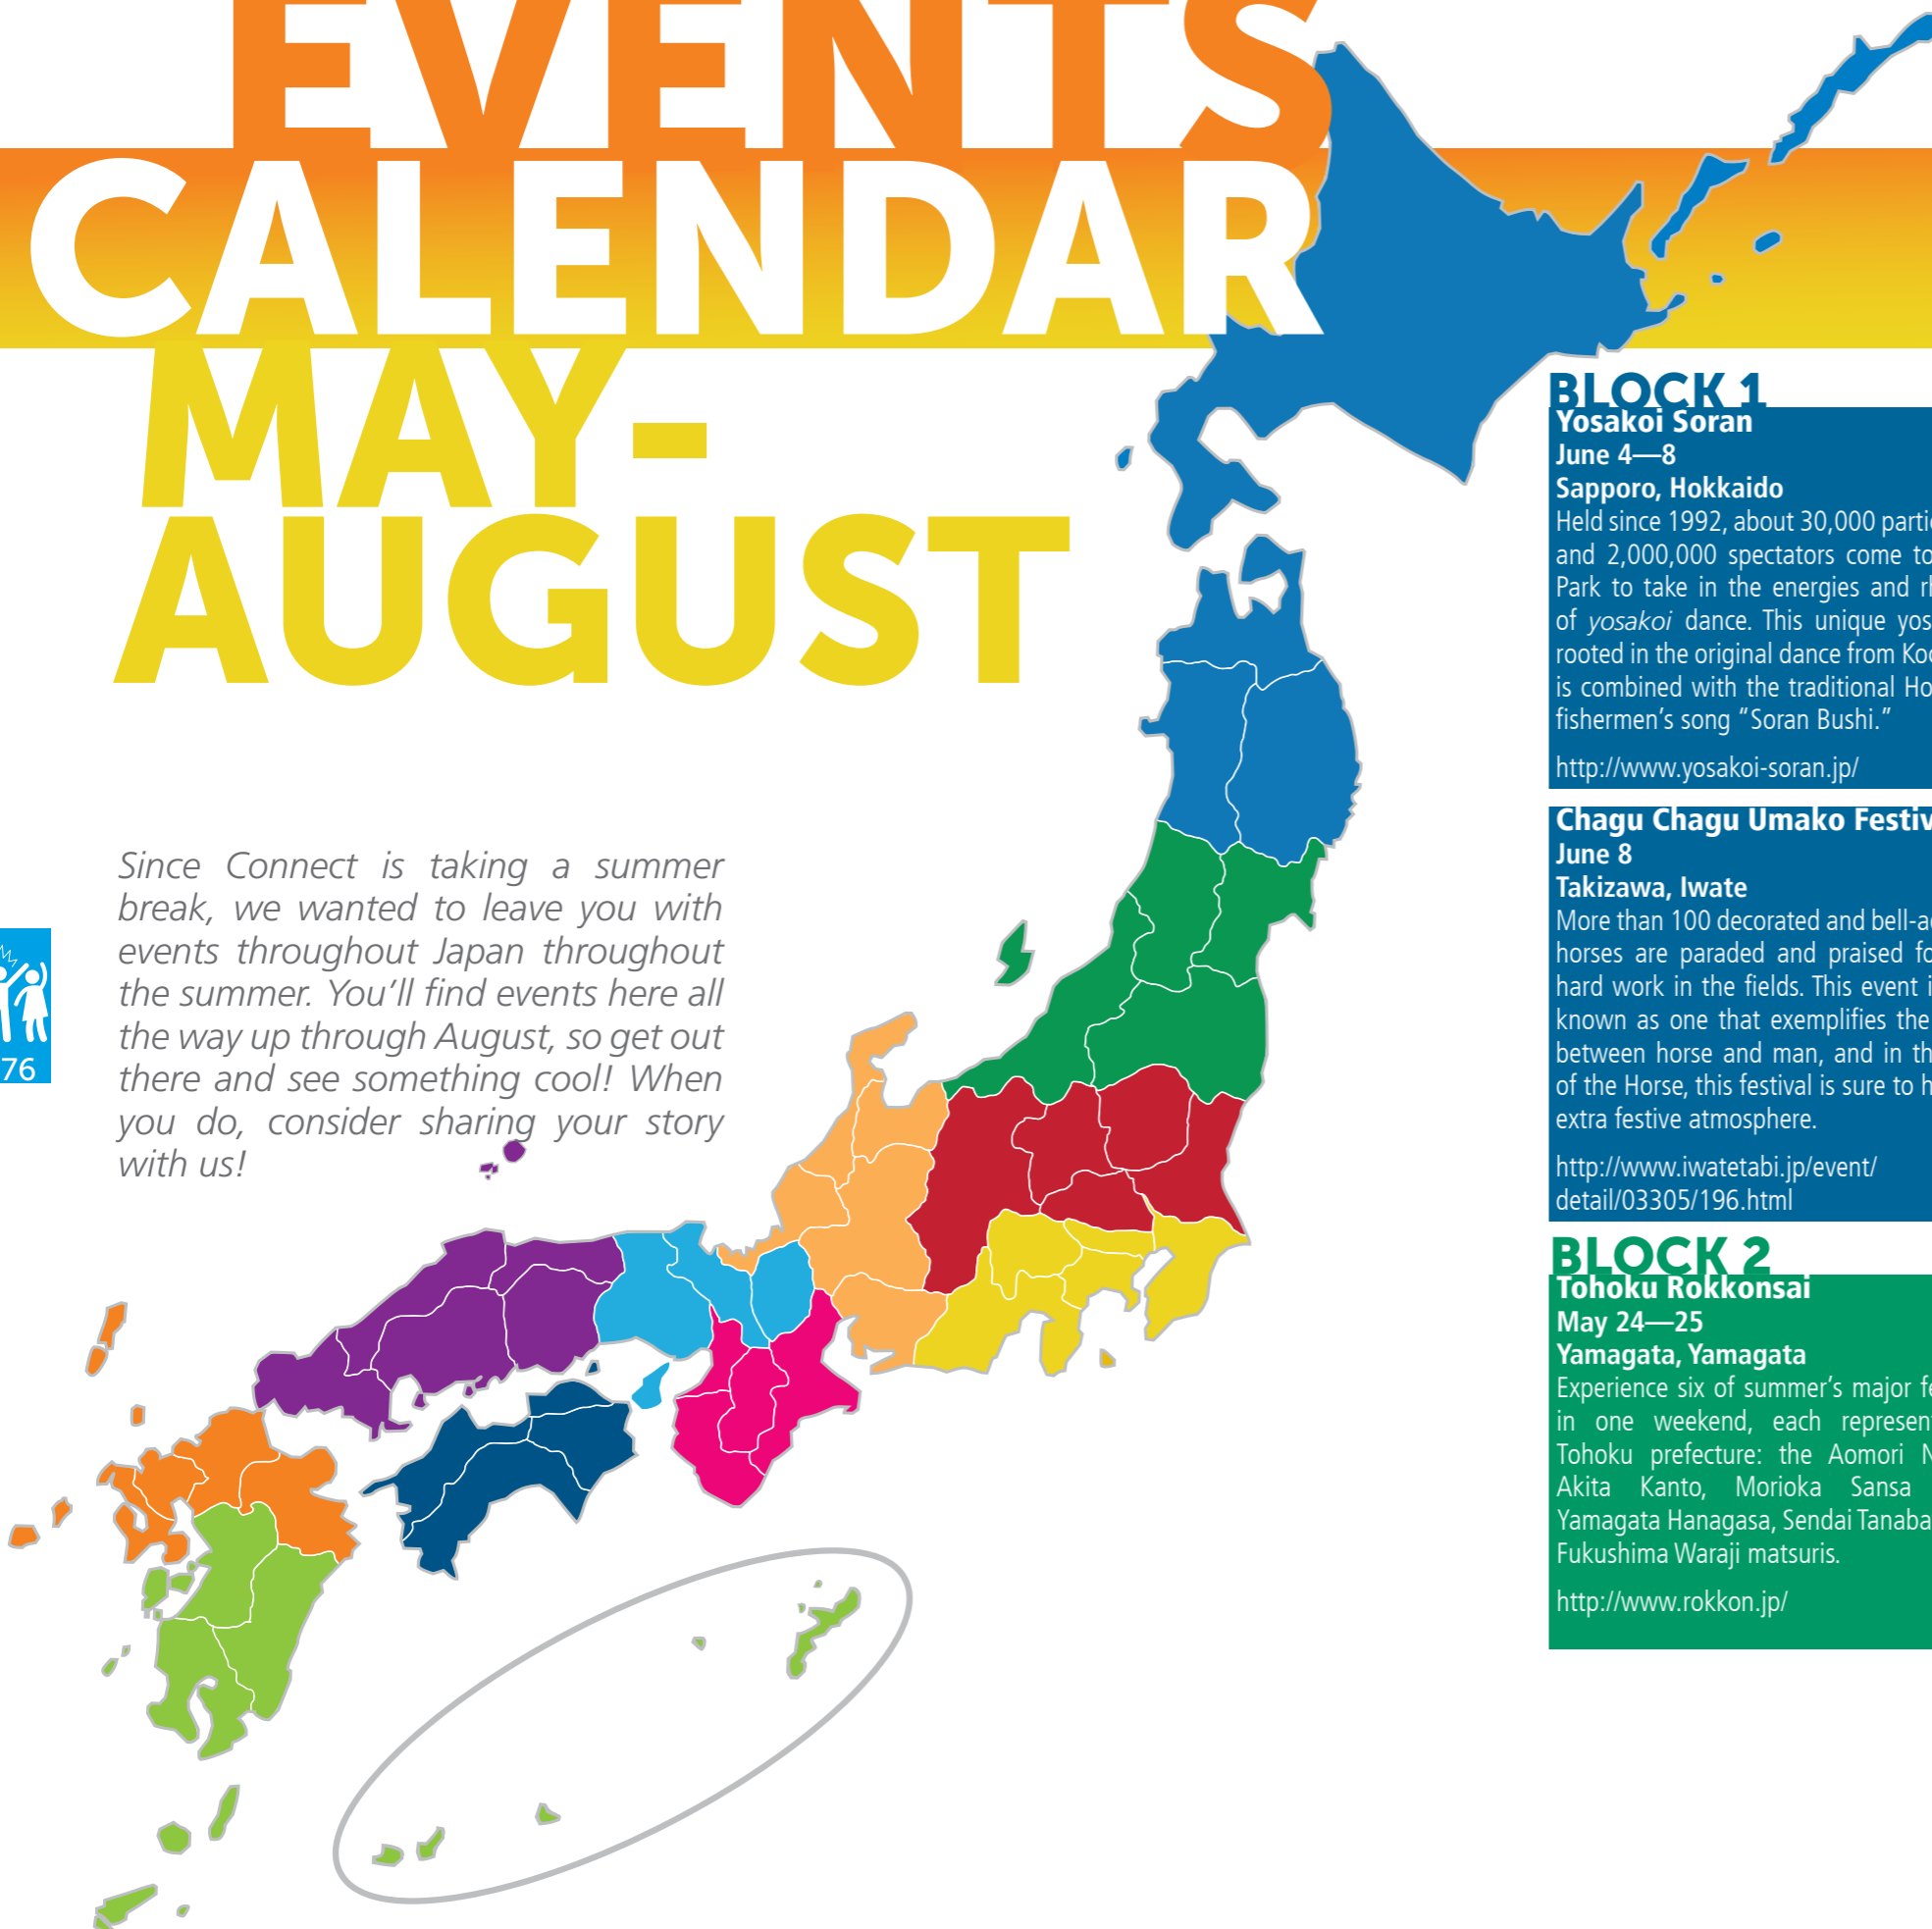 EVENTS
CALENDAR
MAY-
AUGUST
Since Connect is taking a summer
break, we wanted to leave you with
events throughout Japan throughout
the summer. You’ll find events here all
the way up through August, so get out
there and see something cool! When
you do, consider sharing your story
with us!
76
BLOCK 1
Yosakoi Soran
June 4—8
Sapporo, Hokkaido
Held since 1992, about 30,000
and 2,000,000 spectators come to
Park to take in the energies and
of yosakoi dance. This unique
rooted in the original dance from
is combined with the traditional
fishermen’s song “Soran Bushi.”
http://www.yosakoi-soran.jp/
Chagu Chagu Umako
June 8
Takizawa, Iwate
More than 100 decorated and
horses are paraded and praised
hard work in the fields. This event
known as one that exemplifies the
between horse and man, and in
of the Horse, this festival is sure to
extra festive atmosphere.
http://www.iwatetabi.jp/event/
detail/03305/196.html
BLOCK 2
Tohoku Rokkonsai
May 24—25
Yamagata, Yamagata
Experience six of summer’s major
in one weekend, each
Tohoku prefecture: the Aomori
Akita Kanto, Morioka Sansa
Yamagata Hanagasa, Sendai
Fukushima Waraji matsuris.
http://www.rokkon.jp/